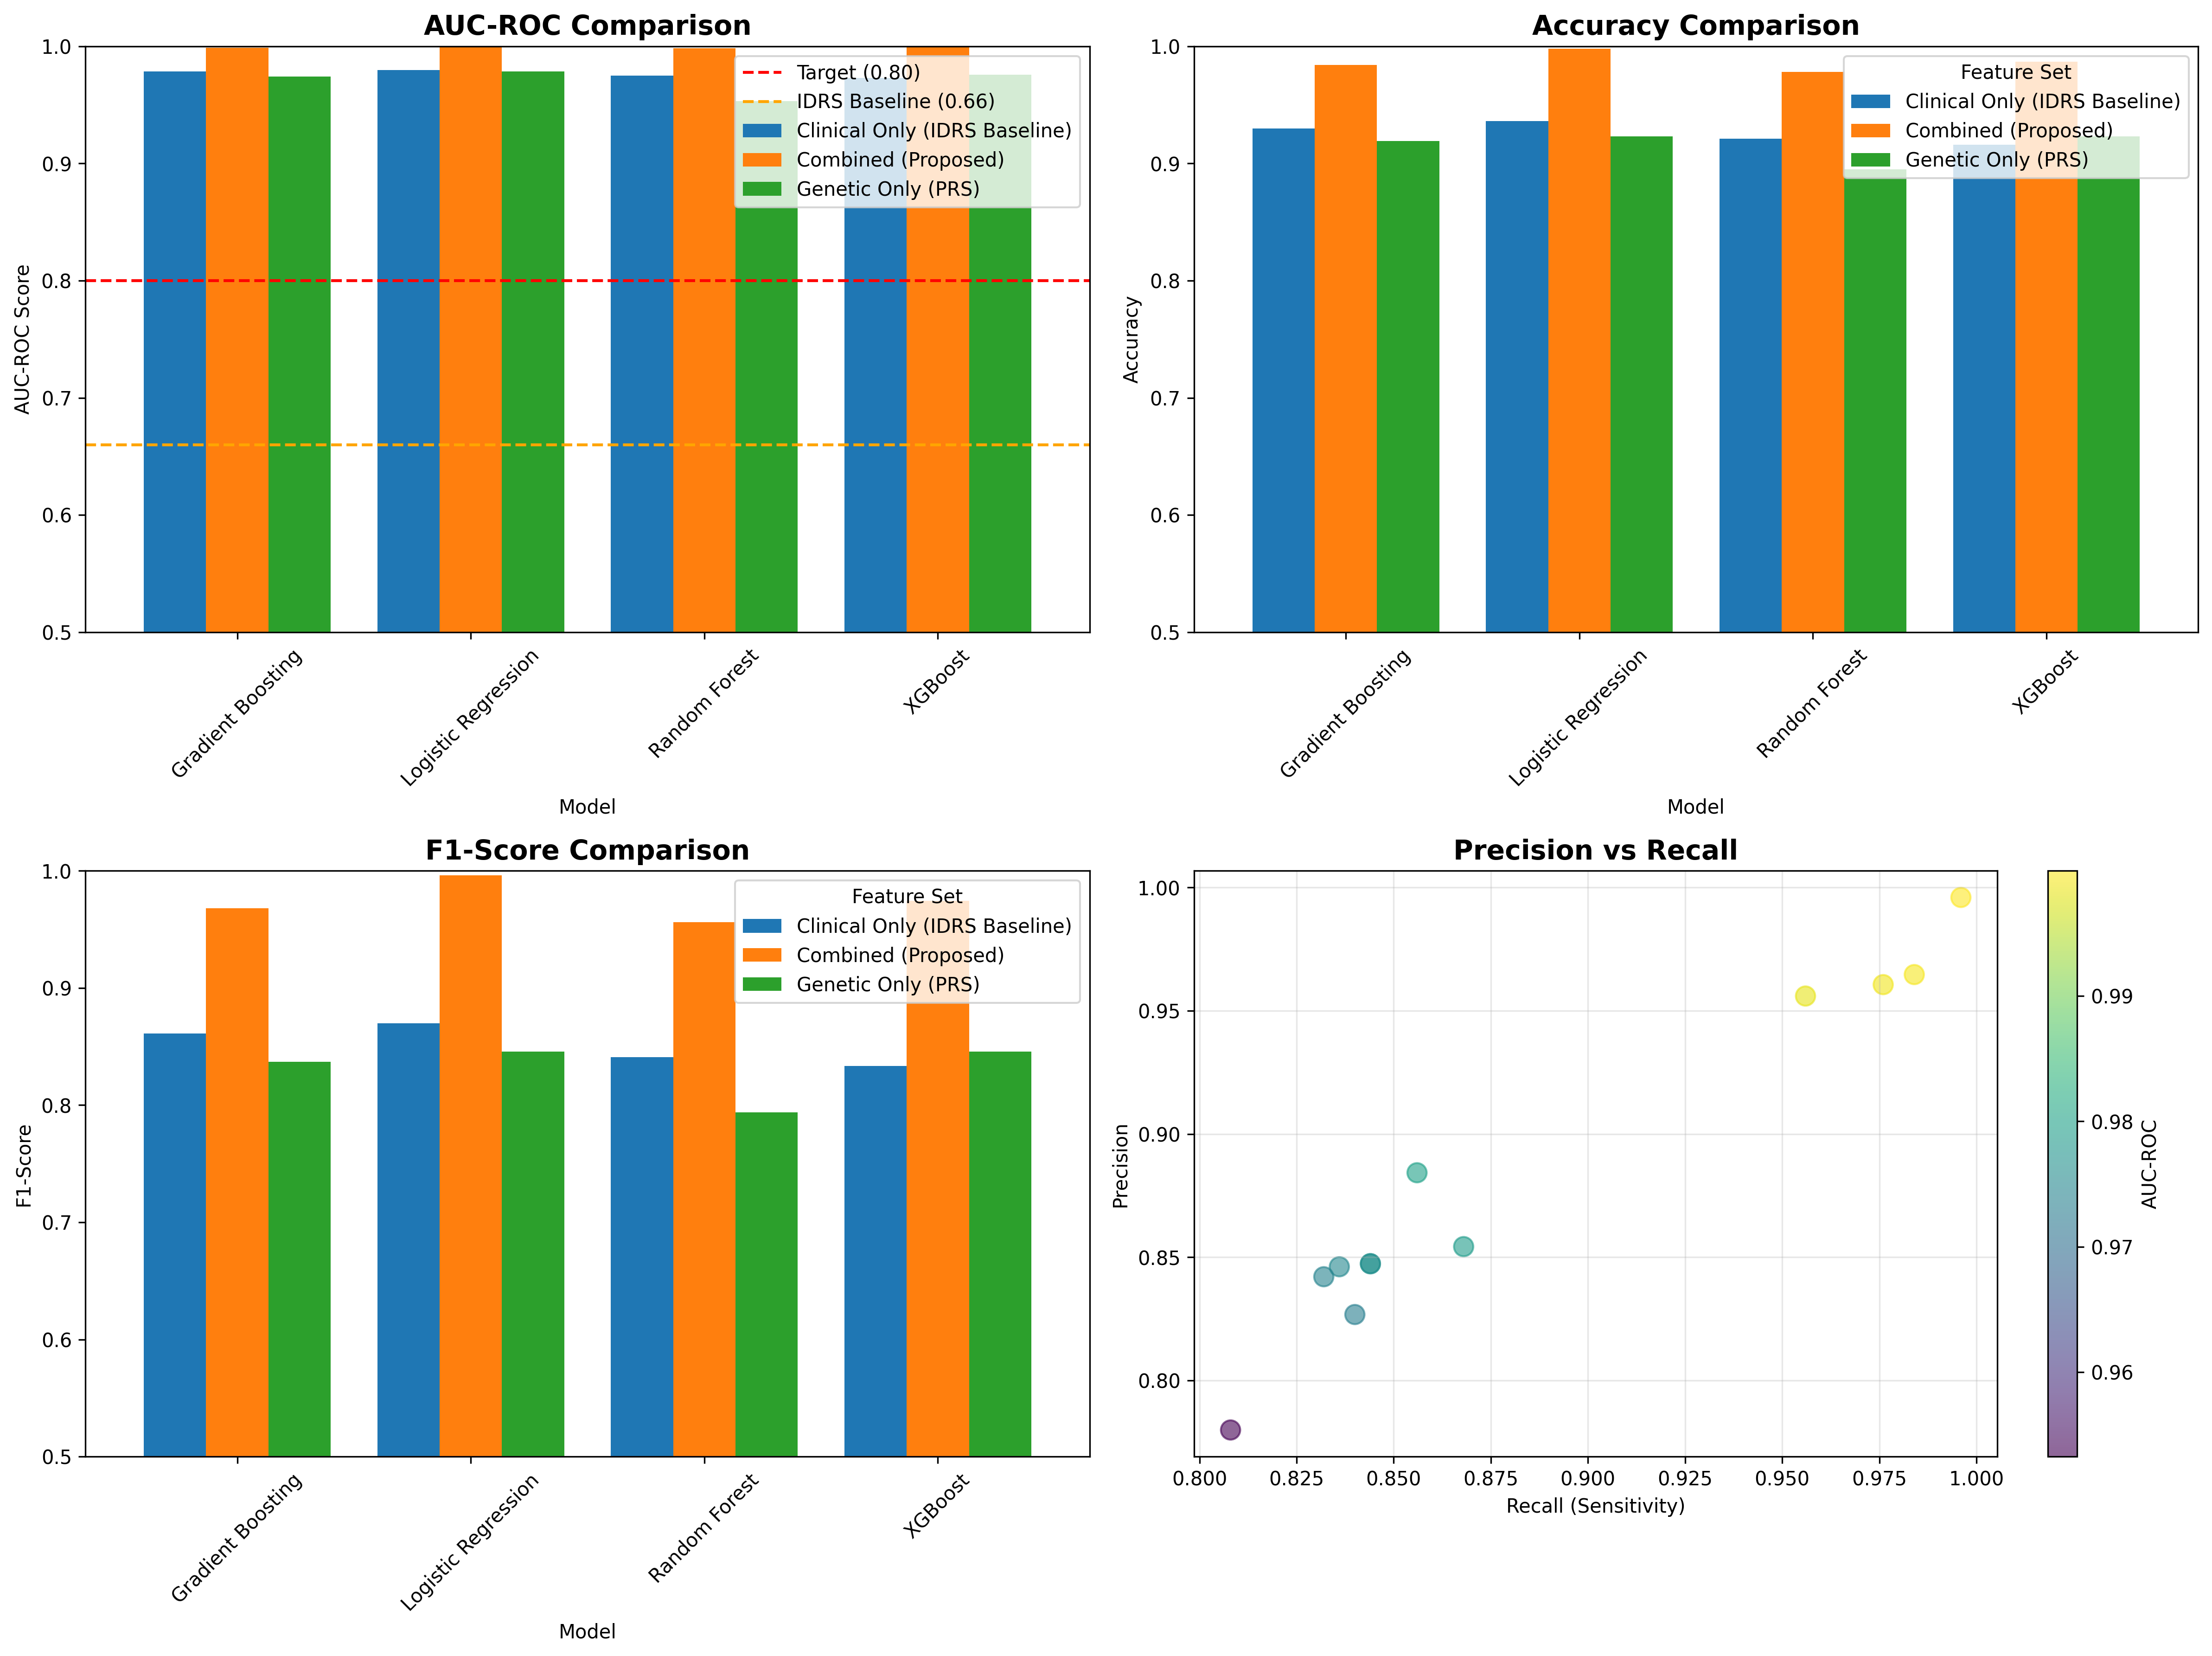 AUC-ROC Comparison
1.0
0.9
0.8
0.7
0.6
0.5
AUC-ROC Score
Target (0.80)
IDRS Baseline (0.66)
Clinical Only (IDRS Baseline)
Combined (Proposed)
Genetic Only (PRS)
Gradient Boosting
Logistic Regression
Random Forest
XGBoost
Model
Accuracy Comparison
1.0
0.9
0.8
0.7
0.6
0.5
Accuracy
Feature Set
Clinical Only (IDRS Baseline)
Combined (Proposed)
Genetic Only (PRS)
Gradient Boosting
Logistic Regression
Random Forest
XGBoost
Model
F1-Score Comparison
1.0
0.9
0.8
0.7
0.6
0.5
F1-Score
Feature Set
Clinical Only (IDRS Baseline)
Combined (Proposed)
Genetic Only (PRS)
Gradient Boosting
Logistic Regression
Random Forest
XGBoost
Model
Precision vs Recall
1.00
0.95
0.90
0.85
0.80
Precision
0.800 0.825 0.850 0.875 0.900 0.925 0.950 0.975 1.000
Recall (Sensitivity)
0.99
0.98
0.97
0.96
AUC-ROC